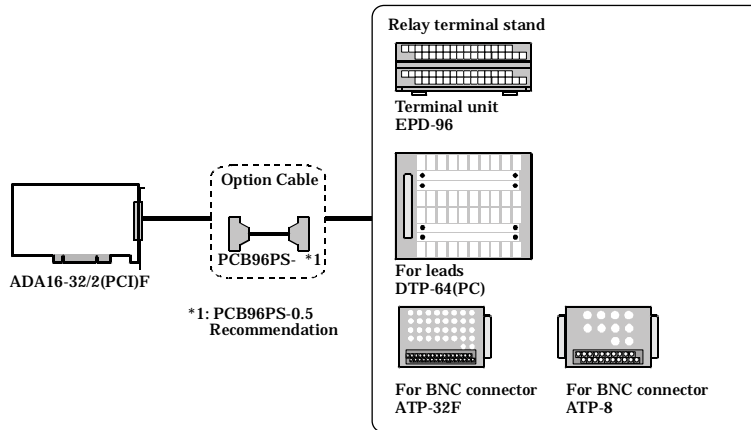 Relay terminal stand
Terminal unit
EPD-96
Option Cable
PCB96PS- *1
ADA16-32/2(PCI)F
*1: PCB96PS-0.5
Recommendation
For leads
DTP-64(PC)
For BNC connector
ATP-32F
For BNC connector
ATP-8